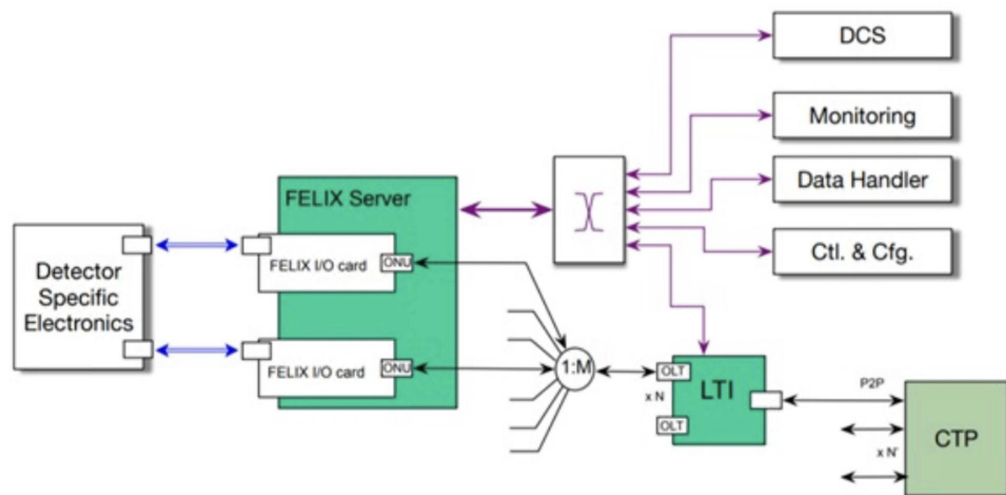 DCS
Monitoring
Data Handler
Ctl. & Cfg.
FELIX Server
FELIX I/O card
ONU
FELIX I/O card
ONU
Detector
Specific
Electronics
1:M
OLT
x N
OLT
LTI
P2P
x N'
CTP